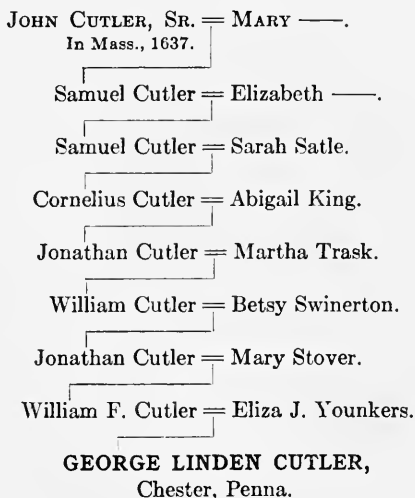 JOHN CUTLER, SR. = MARY ——.
In Mass., 1637.
Samuel Cutler = Elizabeth ——.
Samuel Cutler = Sarah Satle.
Cornelius Cutler = Abigail King.
Jonathan Cutler = Martha Trask.
William Cutler = Betsy Swinerton.
Jonathan Cutler = Mary Stover.
William F. Cutler = Eliza J. Younkers.
GEORGE LINDEN CUTLER,
Chester, Penna.